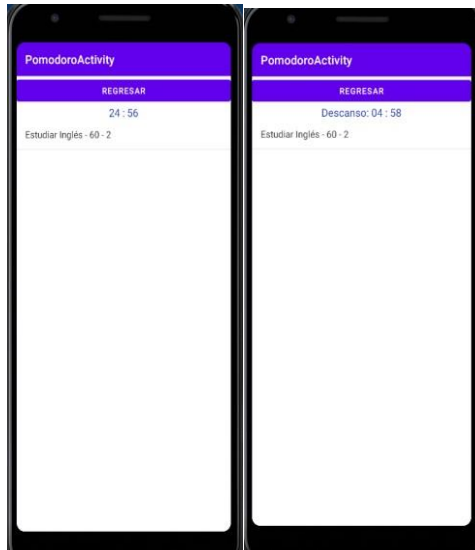 PomodoroActivity
REGRESAR
24 : 56
Estudiar Inglés - 60 - 2
PomodoroActivity
REGRESAR
Descanso: 04 : 58
Estudiar Inglés - 60 - 2